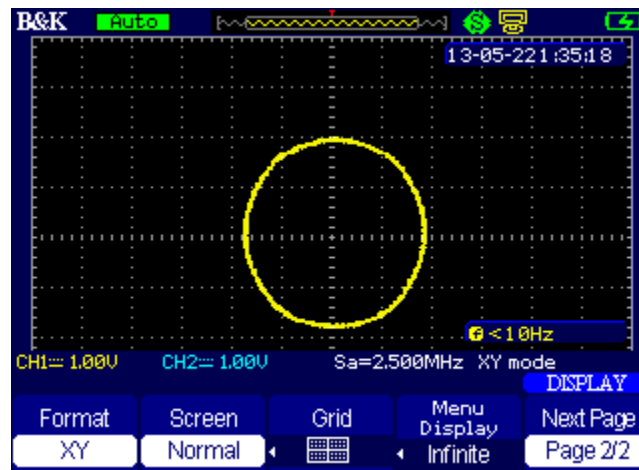 B&K Auto
13-05-22 1:35:18
f <10Hz
CH1 1.00V CH2 1.00V Sa=2.500MHz XY mode
DISPLAY
Format Screen Grid Menu Display Next Page
XY Normal Infinite Page 2/2